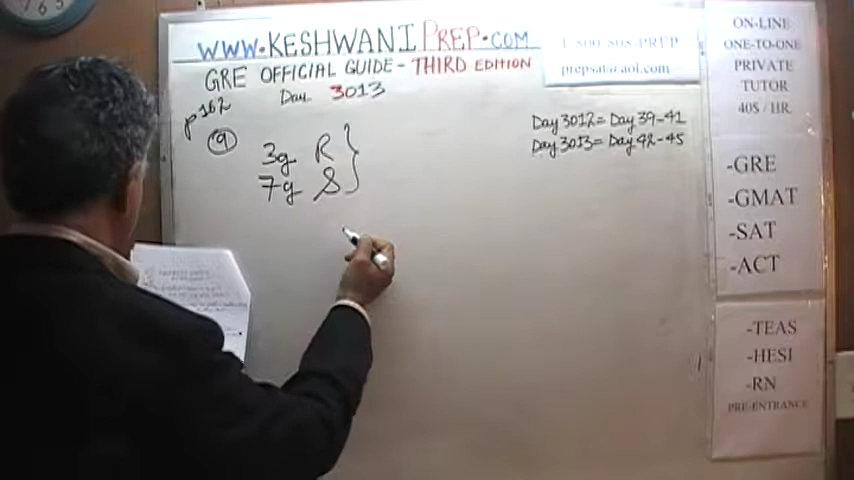 www.KESHWANIPREP.COM
GRE OFFICIAL GUIDE - THIRD EDITION
Day 3013
p162
9
3g R
7g S
1-800-808-PREP
prepsat@aol.com
Day 3012 = Day 39-41
Day 3013 = Day 42-45
ON-LINE
ONE-TO-ONE
PRIVATE
TUTOR
40$ / HR
-GRE
-GMAT
-SAT
-ACT
-TEAS
-HESI
-RN
PRE-ENTRANCE